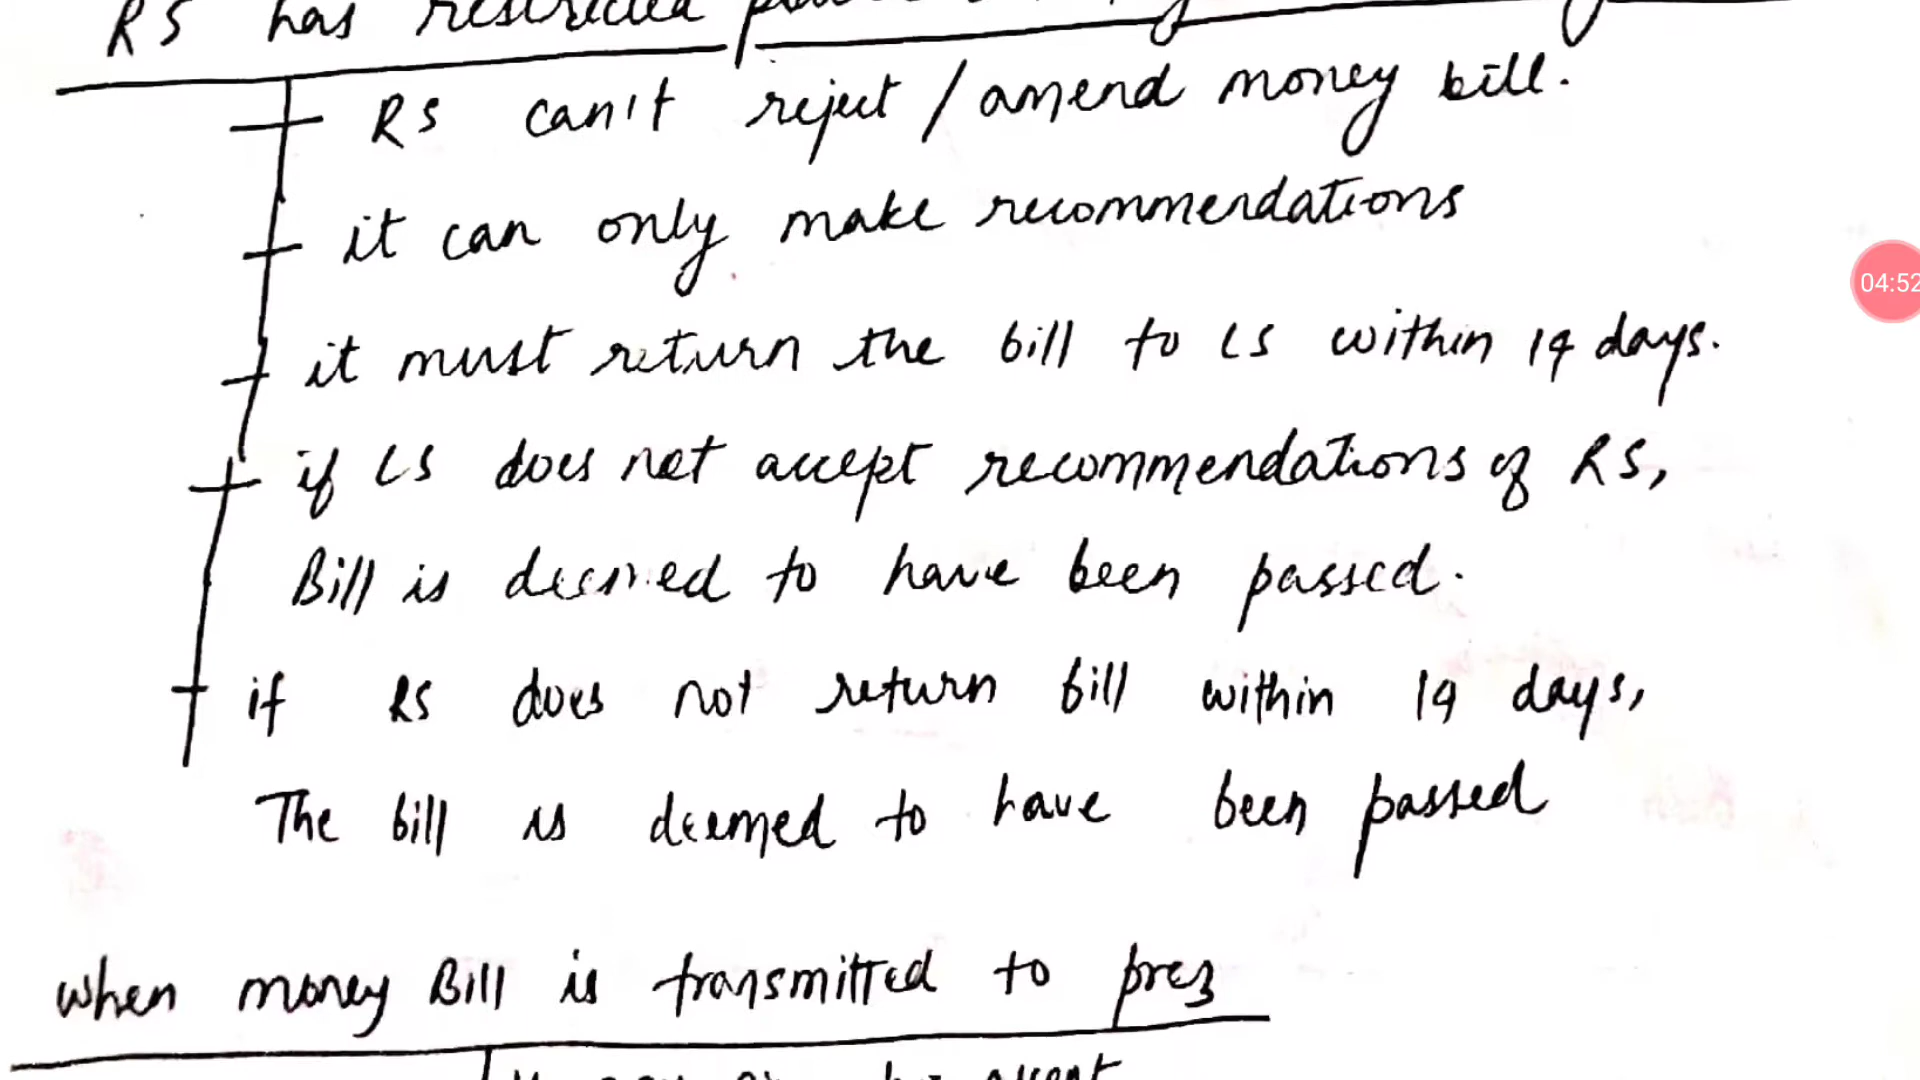 RS has restricted
RS can't reject / amend money bill.
it can only make recommendations
it must return the bill to LS within 14 days.
if LS does not accept recommendations of RS,
Bill is deemed to have been passed.
if RS does not return bill within 14 days,
The bill is deemed to have been passed
when money Bill is transmitted to prez
04:52